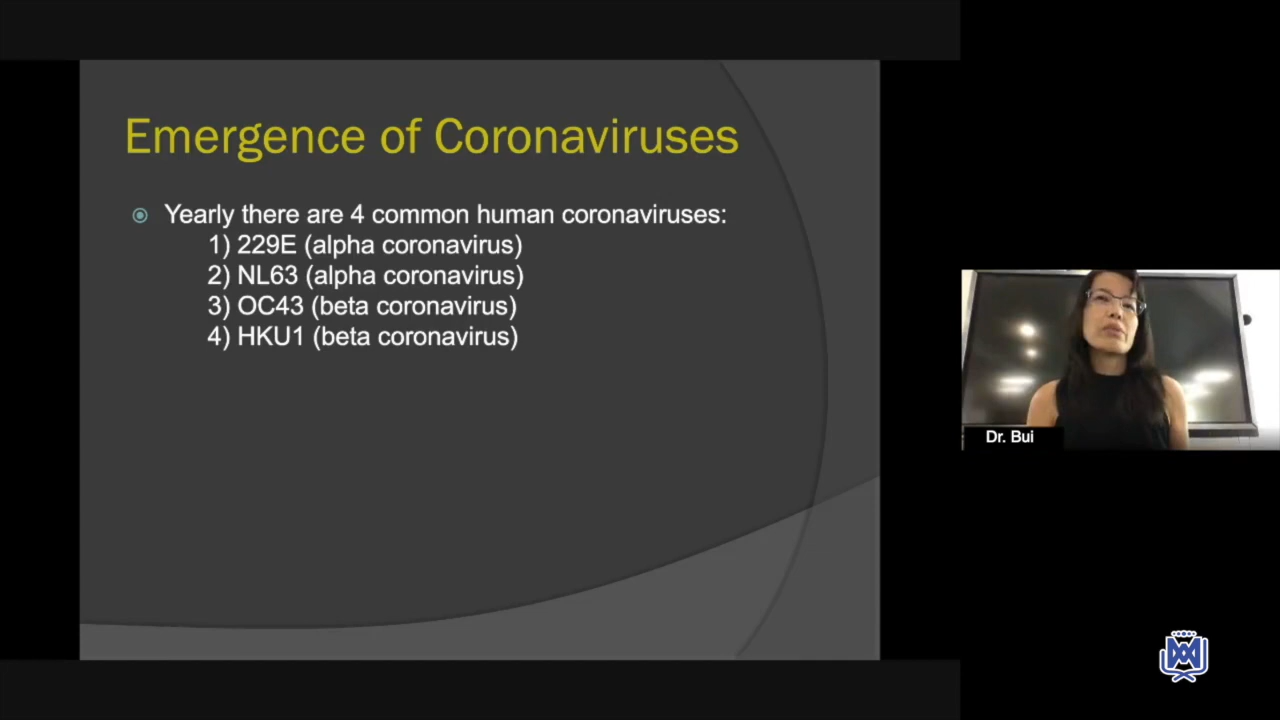 Emergence of Coronaviruses
Yearly there are 4 common human coronaviruses:
1) 229E (alpha coronavirus)
2) NL63 (alpha coronavirus)
3) OC43 (beta coronavirus)
4) HKU1 (beta coronavirus)
Dr. Bui